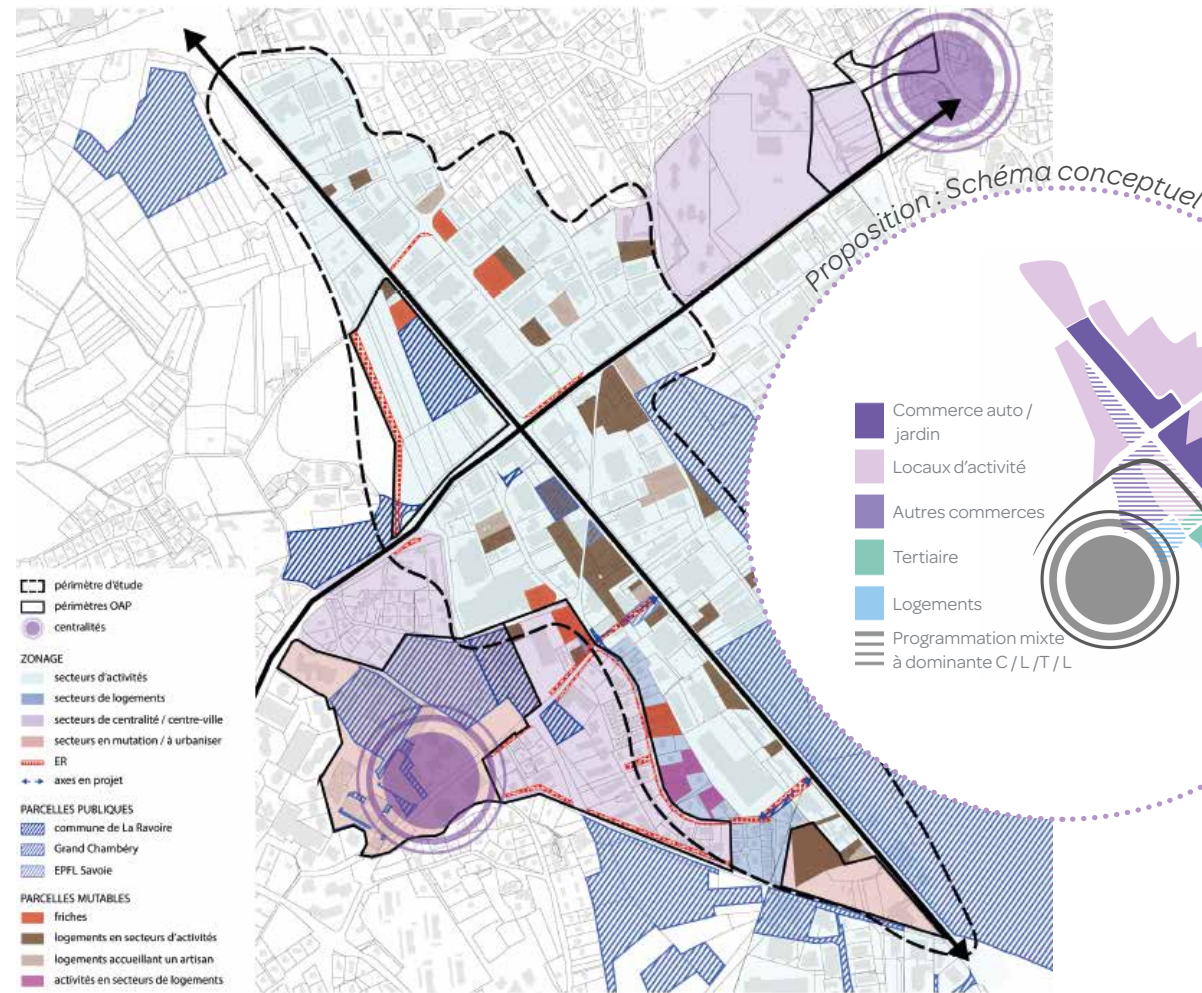 Proposition : Schéma conceptuel
Commerce auto /
jardin
Locaux d'activité
Autres commerces
Tertiaire
Logements
Programmation mixte
à dominante C / L /T / L
périmètre d'étude
périmètres OAP
centralités
ZONAGE
secteurs d'activités
secteurs de logements
secteurs de centralité / centre-ville
secteurs en mutation / à urbaniser
ER
axes en projet
PARCELLES PUBLIQUES
commune de La Ravoire
Grand Chambéry
EPFL Savoie
PARCELLES MUTABLES
friches
logements en secteurs d'activités
logements accueillant un artisan
activités en secteurs de logements